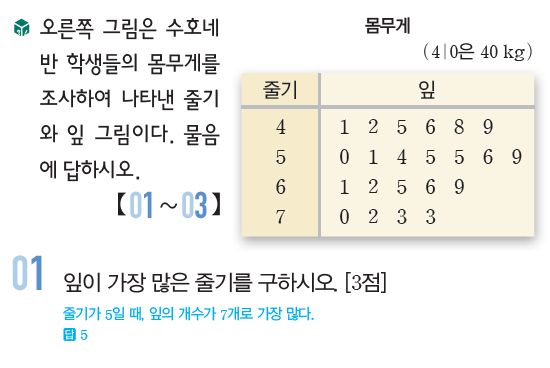 오른쪽 그림은 수호네
반 학생들의 몸무게를
조사하여 나타낸 줄기
와 잎 그림이다. 물음
에 답하시오.
【01~03】
몸무게
(4|0은 40 kg)
줄기 잎
4 1 2 5 6 8 9
5 0 1 4 5 5 6 9
6 1 2 5 6 9
7 0 2 3 3
01 잎이 가장 많은 줄기를 구하시오. [3점]
줄기가 5일 때, 잎의 개수가 7개로 가장 많다.
답 5